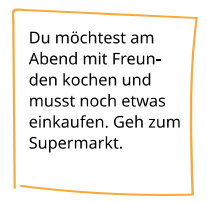 Du möchtest am
Abend mit Freun-
den kochen und
musst noch etwas
einkaufen. Geh zum
Supermarkt.